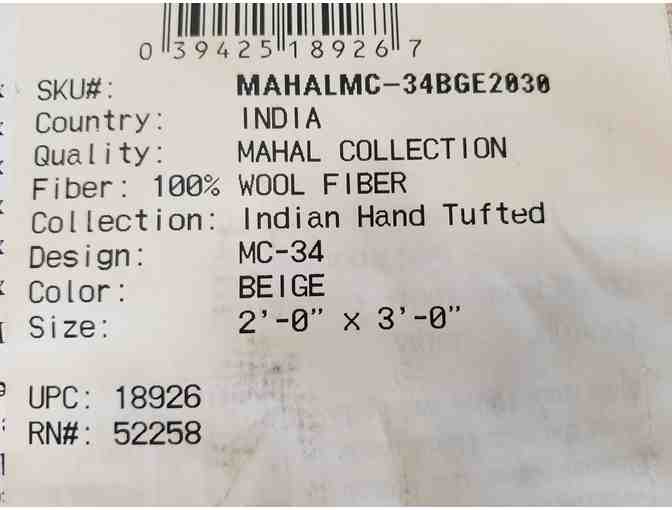 0 39425 18926 7
SKU#: MAHALMC-34BGE2030
Country: INDIA
Quality: MAHAL COLLECTION
Fiber: 100% WOOL FIBER
Collection: Indian Hand Tufted
Design: MC-34
Color: BEIGE
Size: 2'-0" x 3'-0"
UPC: 18926
RN#: 52258